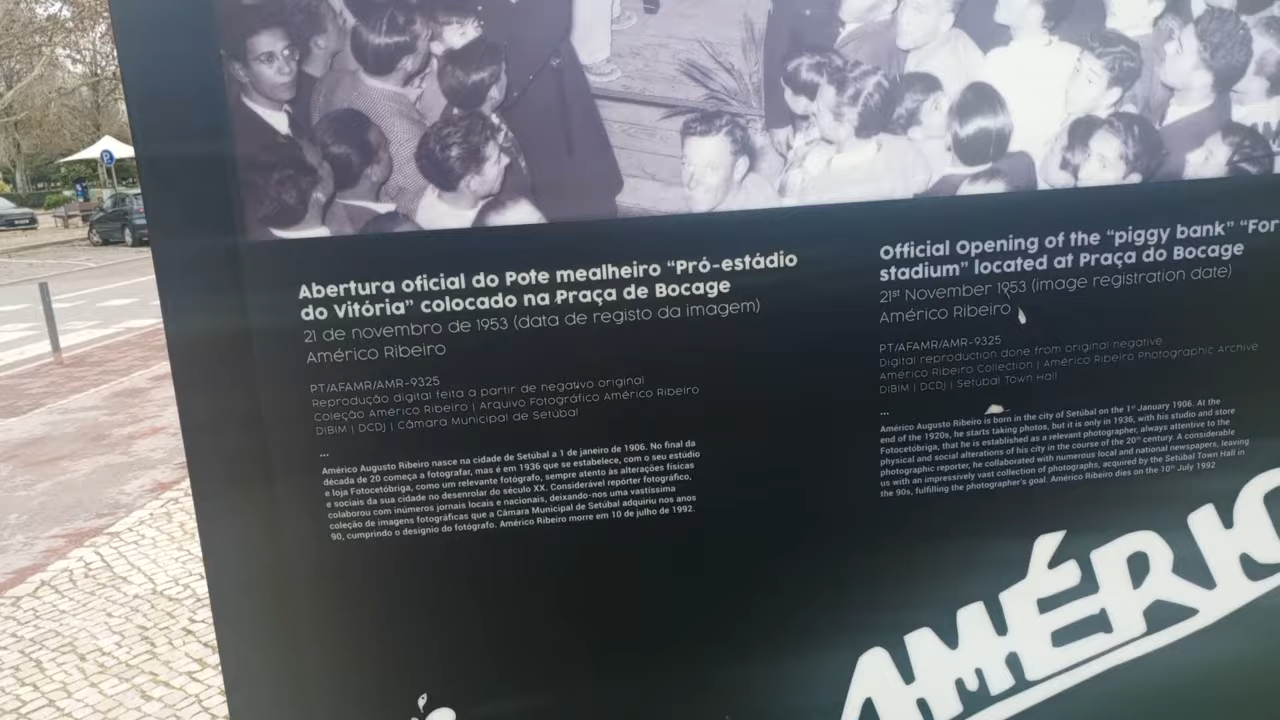 P
Abertura oficial do Pote mealheiro “Pró-estádio
do Vitória” colocado na Praça de Bocage
21 de novembro de 1953 (data de registo da imagem)
Américo Ribeiro
PT/AFAMR/AMR-9325
Reprodução digital feita a partir de negativo original
Coleção Américo Ribeiro | Arquivo Fotográfico Américo Ribeiro
DIBIM | DCDJ | Câmara Municipal de Setúbal
...
Américo Augusto Ribeiro nasce na cidade de Setúbal a 1 de janeiro de 1906. No final da
década de 20 começa a fotografar, mas é em 1936 que se estabelece, com o seu estúdio
e loja Fotocetóbriga, como um relevante fotógrafo, sempre atento às alterações físicas
e sociais da sua cidade no desenrolar do século XX. Considerável repórter fotográfico,
colaborou com inúmeros jornais locais e nacionais, deixando-nos uma vastíssima
coleção de imagens fotográficas que a Câmara Municipal de Setúbal adquiriu nos anos
90, cumprindo o desígnio do fotógrafo. Américo Ribeiro morre em 10 de julho de 1992.
Official Opening of the “piggy bank” “For
stadium” located at Praça do Bocage
21st November 1953 (image registration date)
Américo Ribeiro
PT/AFAMR/AMR-9325
Digital reproduction done from original negative
Américo Ribeiro Collection | Américo Ribeiro Photographic Archive
DIBIM | DCDJ | Setúbal Town Hall
...
Américo Augusto Ribeiro is born in the city of Setúbal on the 1st January 1906. At the
end of the 1920s, he starts taking photos, but it is only in 1936, with his studio and store
Fotocetóbriga, that he is established as a relevant photographer, always attentive to the
physical and social alterations of his city in the course of the 20th century. A considerable
photographic reporter, he collaborated with numerous local and national newspapers, leaving
us with an impressively vast collection of photographs, acquired by the Setúbal Town Hall in
the 90s, fulfilling the photographer's goal. Américo Ribeiro dies on the 10th July 1992
AMÉRIC